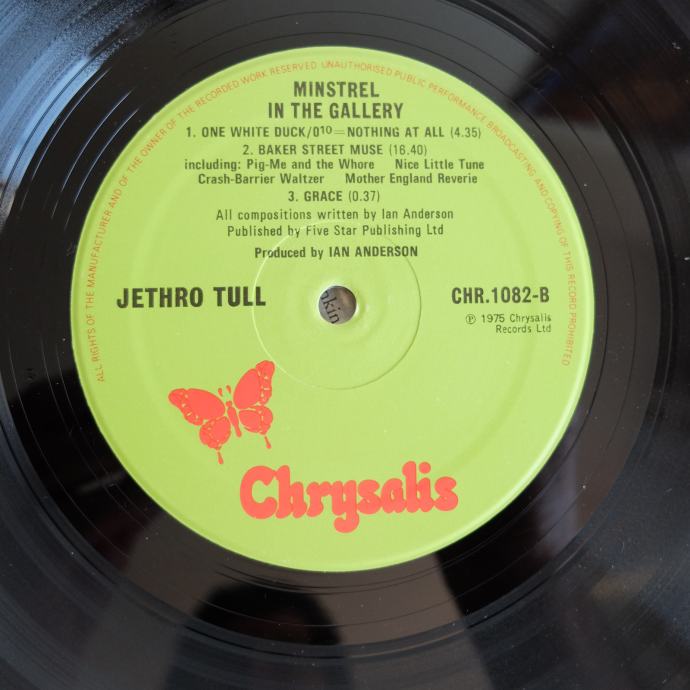 ALL RIGHTS OF THE MANUFACTURER AND OF THE OWNER OF THE RECORDED WORK RESERVED UNAUTHORISED PUBLIC PERFORMANCE BROADCASTING AND COPYING OF THIS RECORD PROHIBITED
MINSTREL
IN THE GALLERY
1. ONE WHITE DUCK/0¹⁰=NOTHING AT ALL (4.35)
2. BAKER STREET MUSE (16.40)
including: Pig-Me and the Whore Nice Little Tune
Crash-Barrier Waltzer Mother England Reverie
3. GRACE (0.37)
All compositions written by Ian Anderson
Published by Five Star Publishing Ltd
Produced by IAN ANDERSON
JETHRO TULL
CHR.1082-B
℗ 1975 Chrysalis
Records Ltd
Chrysalis